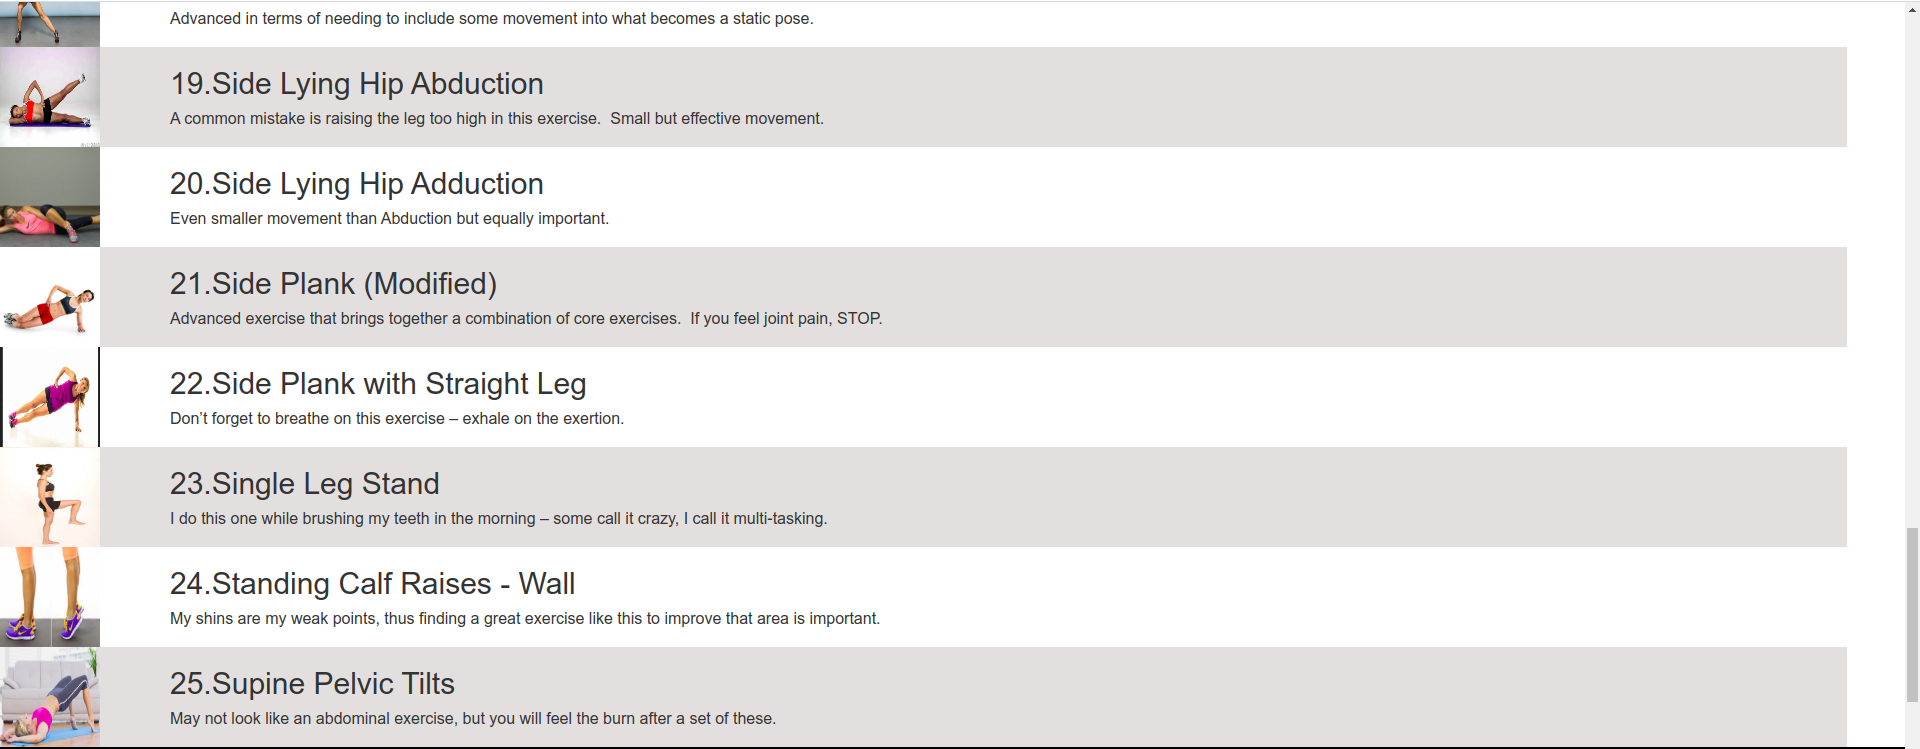 Advanced in terms of needing to include some movement into what becomes a static pose.
19.Side Lying Hip Abduction
A common mistake is raising the leg too high in this exercise.  Small but effective movement.
20.Side Lying Hip Adduction
Even smaller movement than Abduction but equally important.
21.Side Plank (Modified)
Advanced exercise that brings together a combination of core exercises.  If you feel joint pain, STOP.
22.Side Plank with Straight Leg
Don’t forget to breathe on this exercise – exhale on the exertion.
23.Single Leg Stand
I do this one while brushing my teeth in the morning – some call it crazy, I call it multi-tasking.
24.Standing Calf Raises - Wall
My shins are my weak points, thus finding a great exercise like this to improve that area is important.
25.Supine Pelvic Tilts
May not look like an abdominal exercise, but you will feel the burn after a set of these.